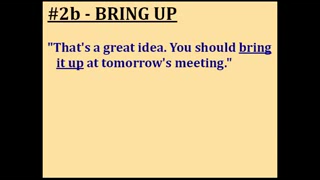 #2b - BRING UP
"That's a great idea. You should bring
it up at tomorrow's meeting."